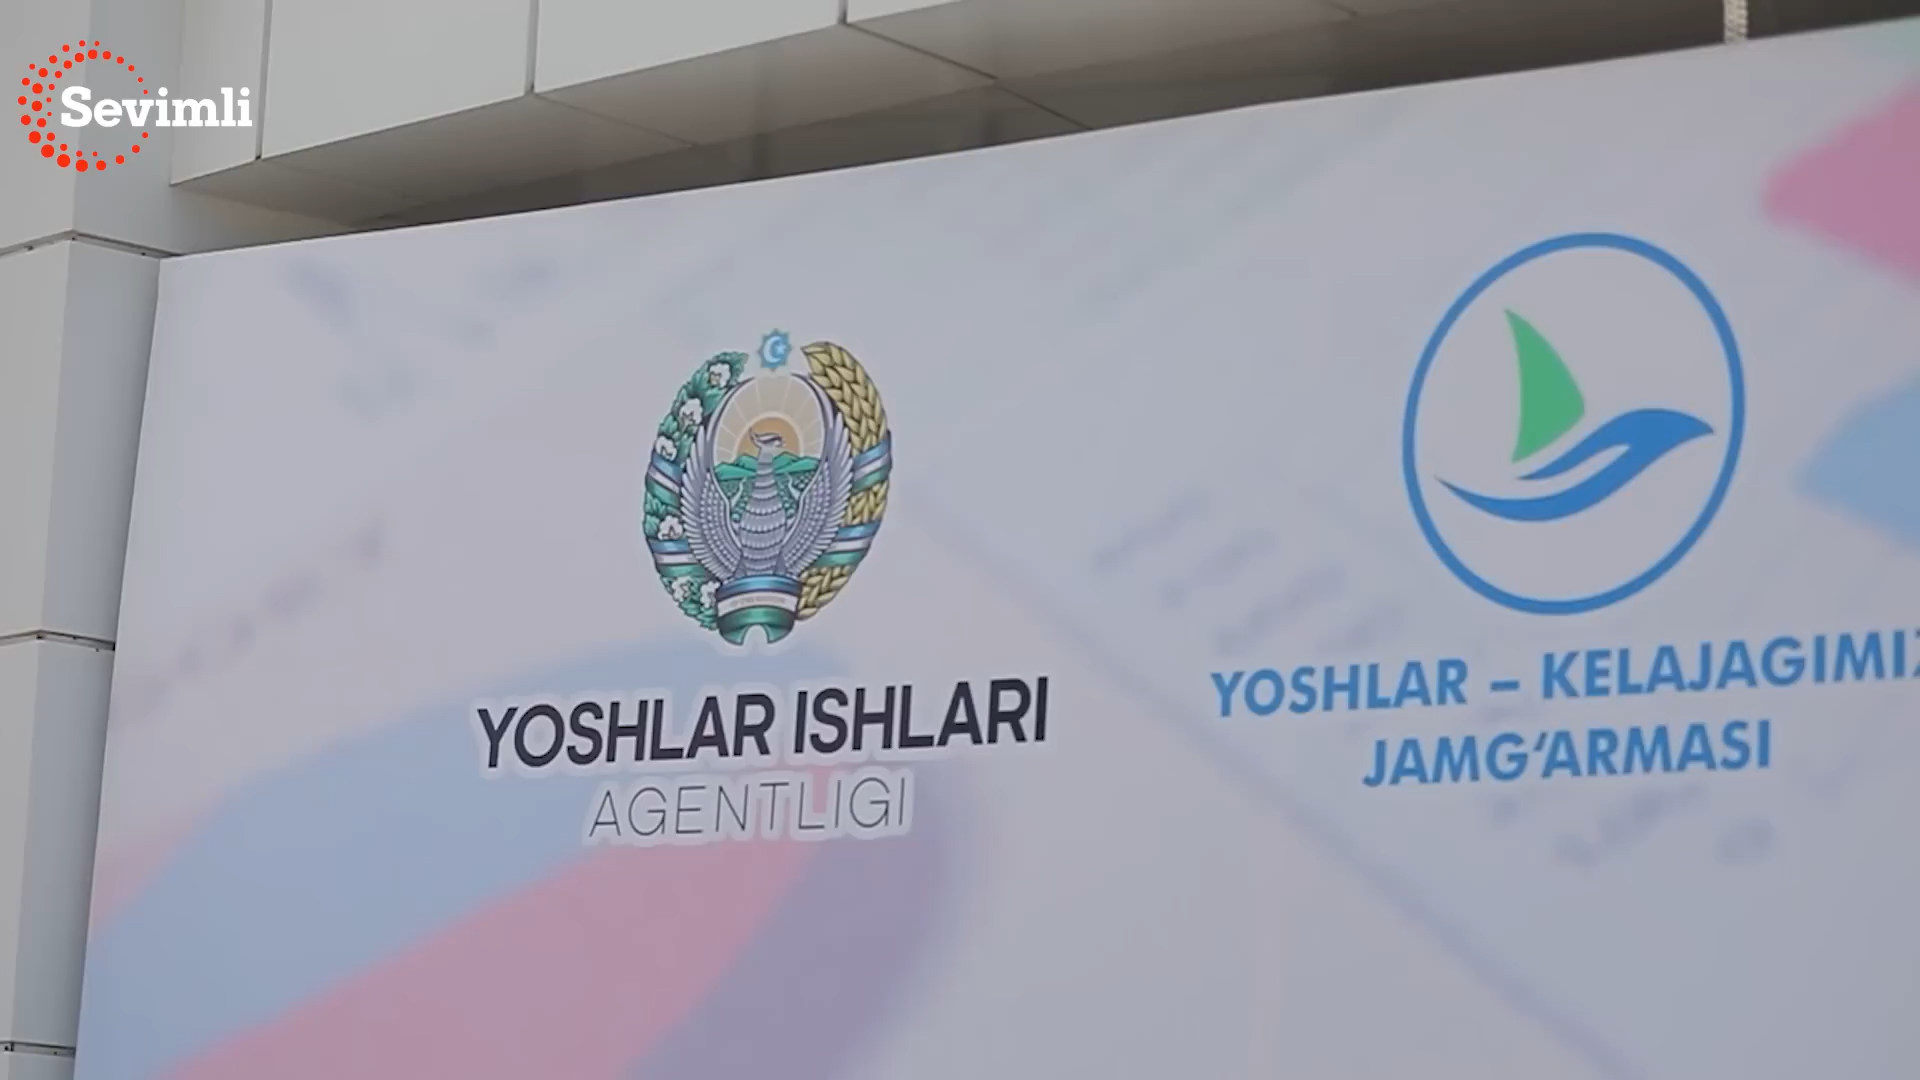 Sevimli
YOSHLAR ISHLARI
AGENTLIGI
YOSHLAR – KELAJAGIMIZ
JAMG‘ARMASI